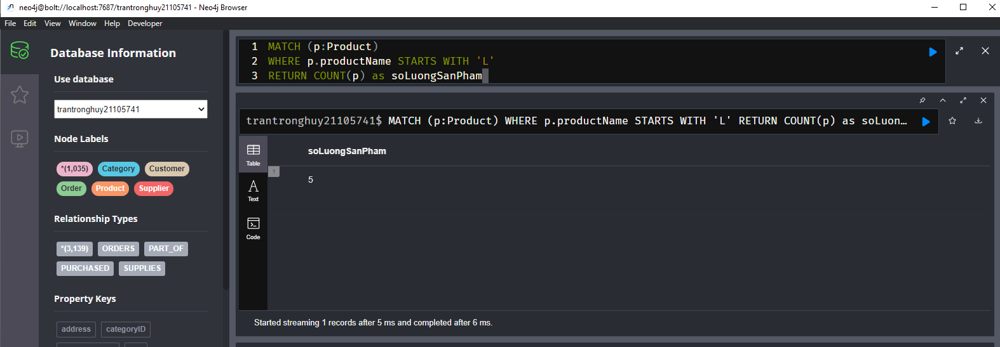 neo4j@bolt://localhost:7687/trantronghuy21105741 - Neo4j Browser
File Edit View Window Help Developer
Database Information
Use database
trantronghuy21105741
Node Labels
*(1,035) Category Customer
Order Product Supplier
Relationship Types
*(3,139) ORDERS PART_OF
PURCHASED SUPPLIES
Property Keys
address categoryID
1 MATCH (p:Product)
2 WHERE p.productName STARTS WITH 'L'
3 RETURN COUNT(p) as soLuongSanPham
trantronghuy21105741$ MATCH (p:Product) WHERE p.productName STARTS WITH 'L' RETURN COUNT(p) as soLuon…
Table
Text
Code
soLuongSanPham
1
5
Started streaming 1 records after 5 ms and completed after 6 ms.